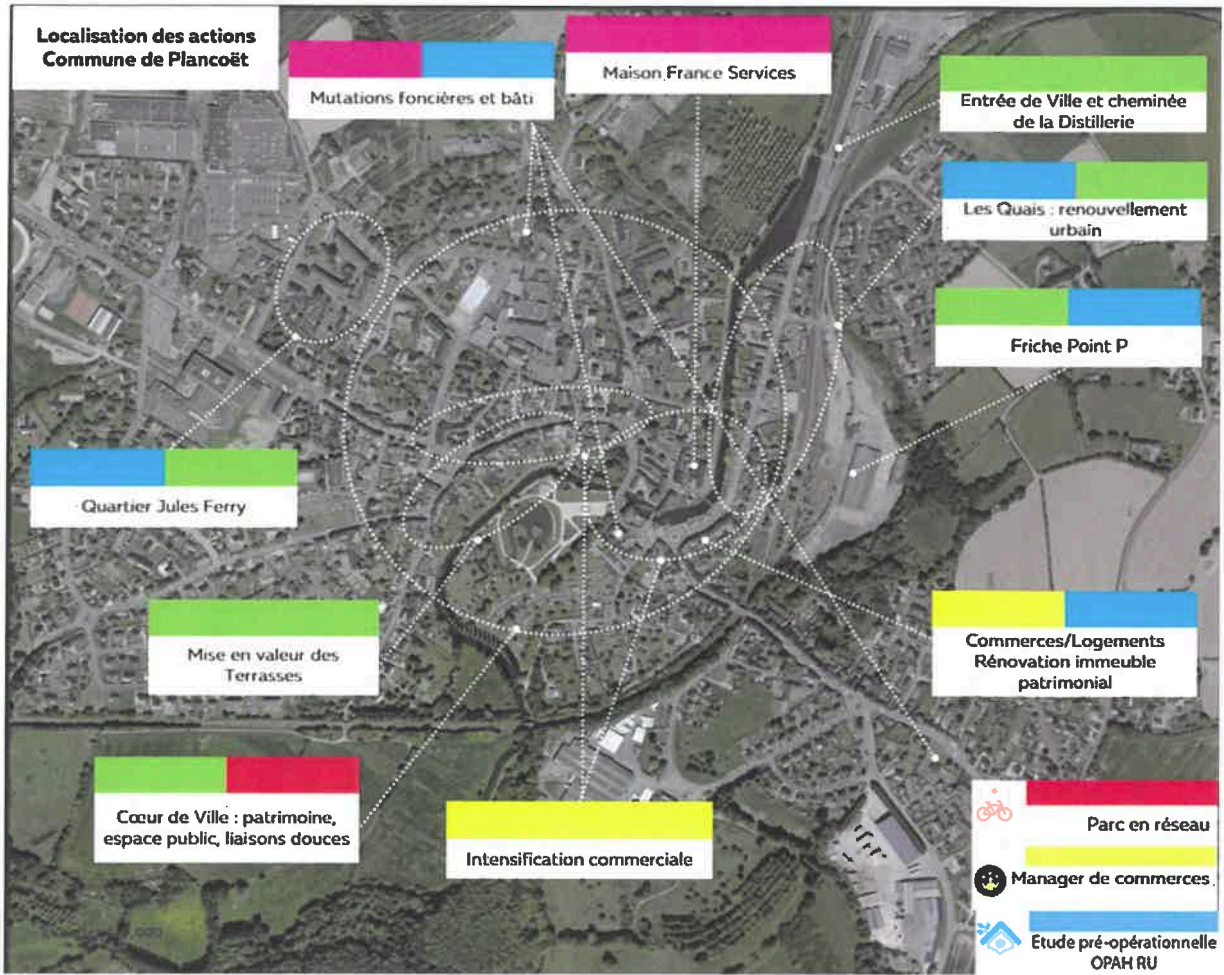 Localisation des actions
Commune de Plancoët
Mutations foncières et bâti
Maison France Services
Entrée de Ville et cheminée
de la Distillerie
Les Quais : renouvellement
urbain
Friche Point P
Quartier Jules Ferry
Mise en valeur des
Terrasses
Commerces/Logements
Rénovation immeuble
patrimonial
Cœur de Ville : patrimoine,
espace public, liaisons douces
Intensification commerciale
Parc en réseau
Manager de commerces
Etude pré-opérationnelle
OPAH RU